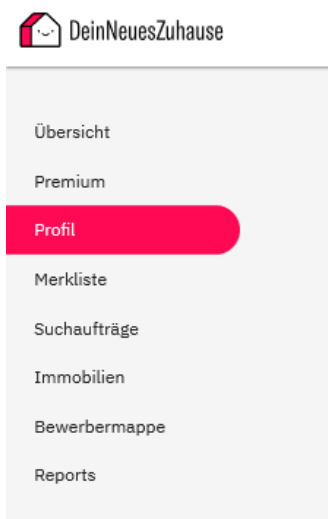 DeinNeuesZuhause
Übersicht
Premium
Profil
Merkliste
Suchaufträge
Immobilien
Bewerbermappe
Reports